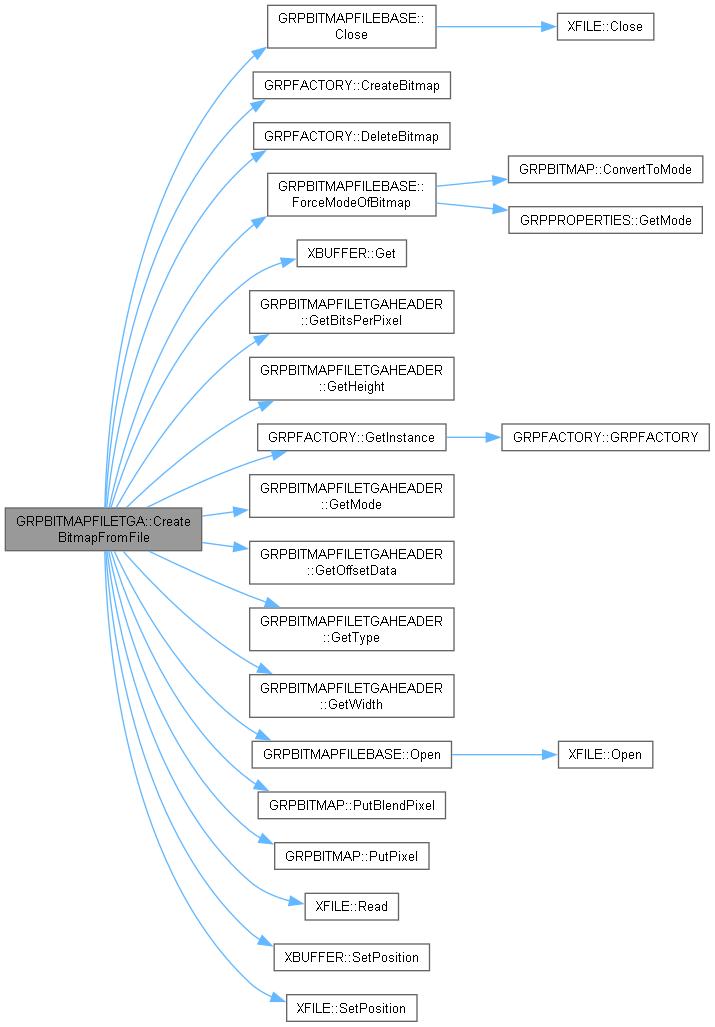 GRPBITMAPFILETGA::Create
BitmapFromFile
GRPBITMAPFILEBASE::
Close
XFILE::Close
GRPFACTORY::CreateBitmap
GRPFACTORY::DeleteBitmap
GRPBITMAPFILEBASE::
ForceModeOfBitmap
GRPBITMAP::ConvertToMode
GRPPROPERTIES::GetMode
XBUFFER::Get
GRPBITMAPFILETGAHEADER
::GetBitsPerPixel
GRPBITMAPFILETGAHEADER
::GetHeight
GRPFACTORY::GetInstance
GRPFACTORY::GRPFACTORY
GRPBITMAPFILETGAHEADER
::GetMode
GRPBITMAPFILETGAHEADER
::GetOffsetData
GRPBITMAPFILETGAHEADER
::GetType
GRPBITMAPFILETGAHEADER
::GetWidth
GRPBITMAPFILEBASE::Open
XFILE::Open
GRPBITMAP::PutBlendPixel
GRPBITMAP::PutPixel
XFILE::Read
XBUFFER::SetPosition
XFILE::SetPosition